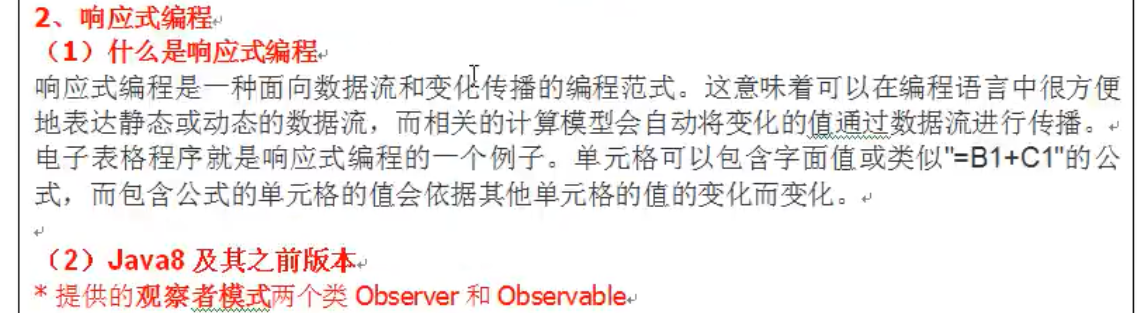 2、响应式编程
（1）什么是响应式编程
响应式编程是一种面向数据流和变化传播的编程范式。这意味着可以在编程语言中很方便
地表达静态或动态的数据流，而相关的计算模型会自动将变化的值通过数据流进行传播。
电子表格程序就是响应式编程的一个例子。单元格可以包含字面值或类似"=B1+C1"的公
式，而包含公式的单元格的值会依据其他单元格的值的变化而变化。
（2）Java8 及其之前版本
* 提供的观察者模式两个类 Observer 和 Observable